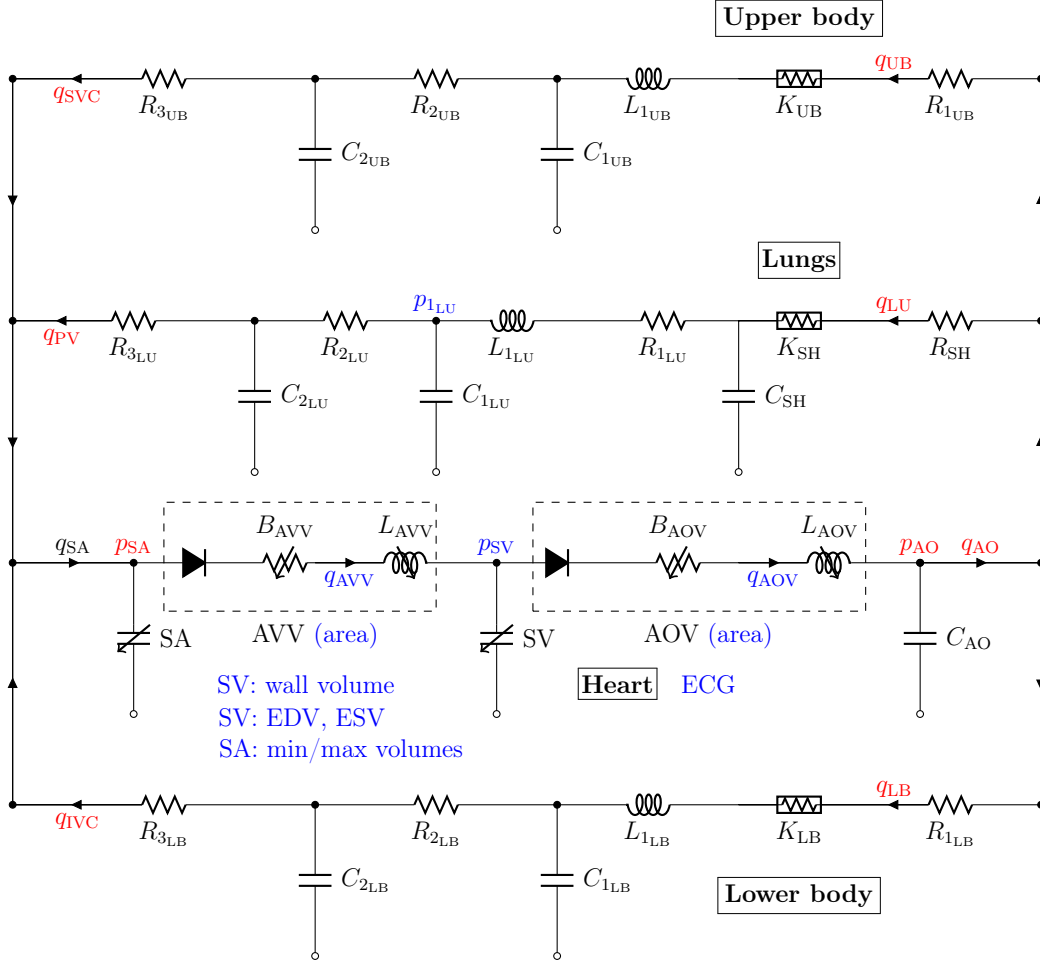 Upper body
q_SVC R_3UB R_2UB L_1UB K_UB q_UB R_1UB
C_2UB C_1UB
Lungs
q_PV R_3LU R_2LU p_1LU L_1LU R_1LU K_SH q_LU R_SH
C_2LU C_1LU C_SH
q_SA p_SA B_AVV q_AVV L_AVV p_SV B_AOV q_AOV L_AOV p_AO q_AO
SA AVV (area) SV AOV (area) C_AO
SV: wall volume
Heart ECG
SV: EDV, ESV
SA: min/max volumes
q_IVC R_3LB R_2LB L_1LB K_LB q_LB R_1LB
C_2LB C_1LB
Lower body